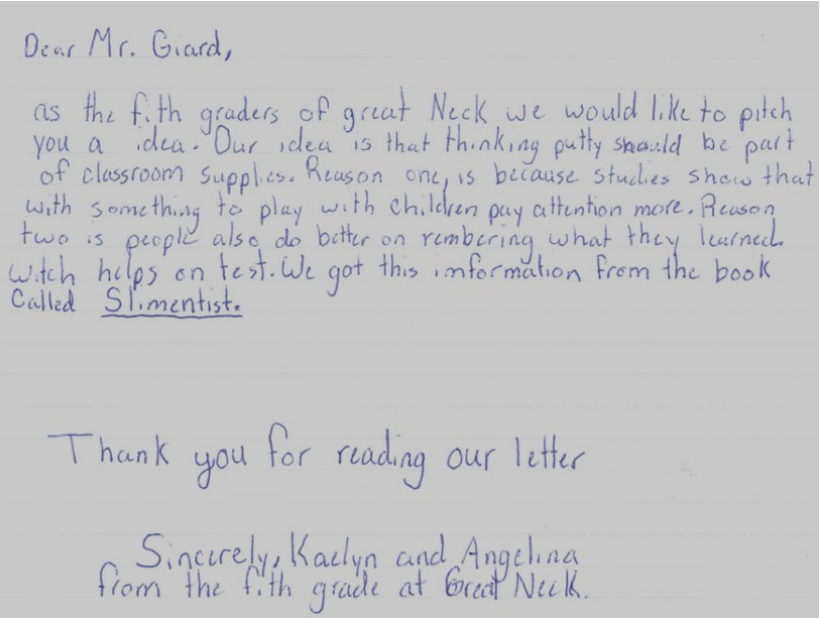 Dear Mr. Giard,
as the fith graders of great Neck we would like to pitch
you a idea. Our idea is that thinking putty should be part
of classroom supplies. Reason one, is because studies show that
with something to play with children pay attention more. Reason
two is people also do better on rembering what they learned
witch helps on test. We got this information from the book
Called Slimentist.
Thank you for reading our letter
Sincerely, Kaelyn and Angelina
from the fith grade at Great Neck.